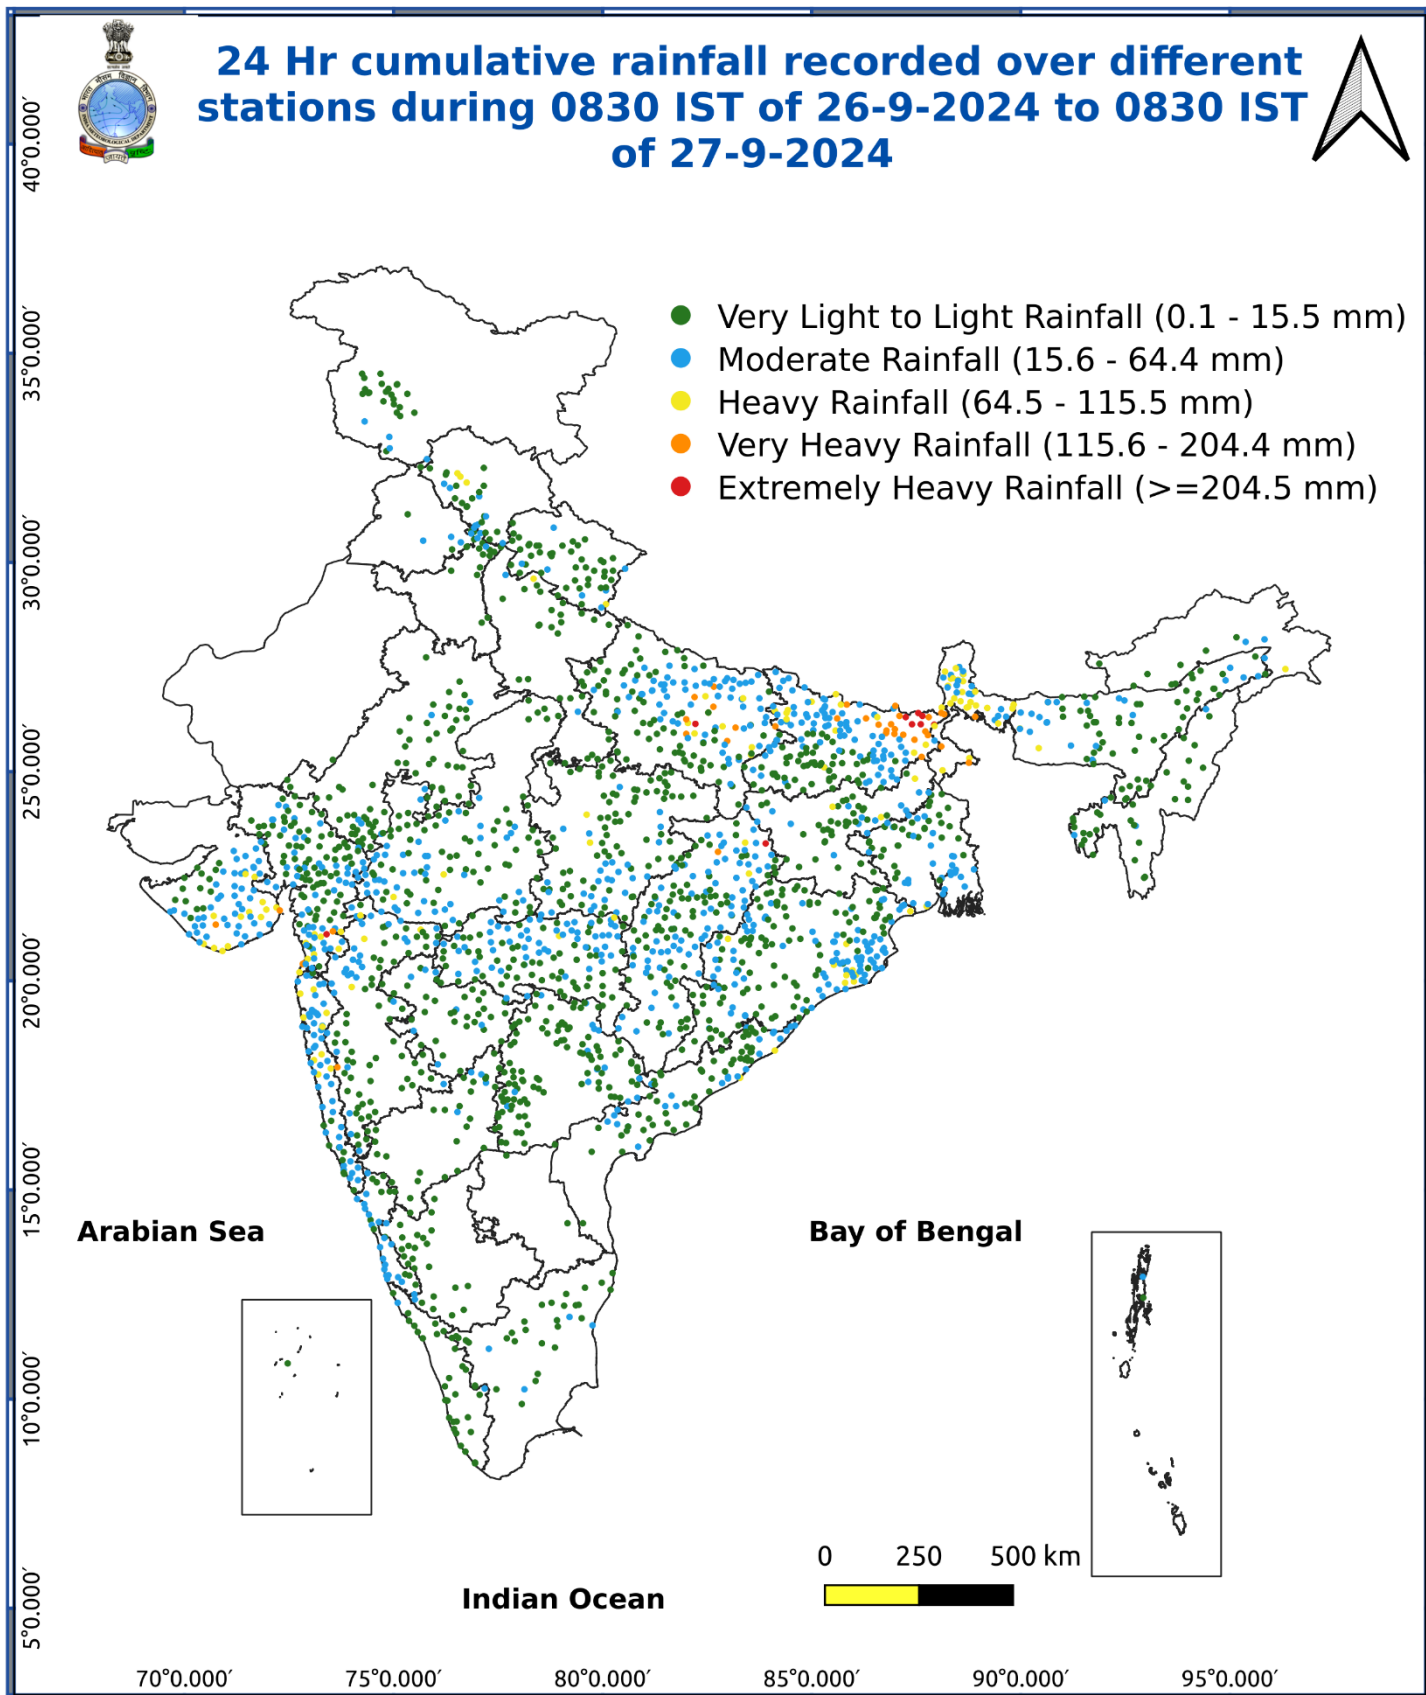 24 Hr cumulative rainfall recorded over different
stations during 0830 IST of 26-9-2024 to 0830 IST
of 27-9-2024
Very Light to Light Rainfall (0.1 - 15.5 mm)
Moderate Rainfall (15.6 - 64.4 mm)
Heavy Rainfall (64.5 - 115.5 mm)
Very Heavy Rainfall (115.6 - 204.4 mm)
Extremely Heavy Rainfall (>=204.5 mm)
40°0.000′
35°0.000′
30°0.000′
25°0.000′
20°0.000′
15°0.000′
10°0.000′
5°0.000′
Arabian Sea
Bay of Bengal
Indian Ocean
0 250 500 km
70°0.000′ 75°0.000′ 80°0.000′ 85°0.000′ 90°0.000′ 95°0.000′